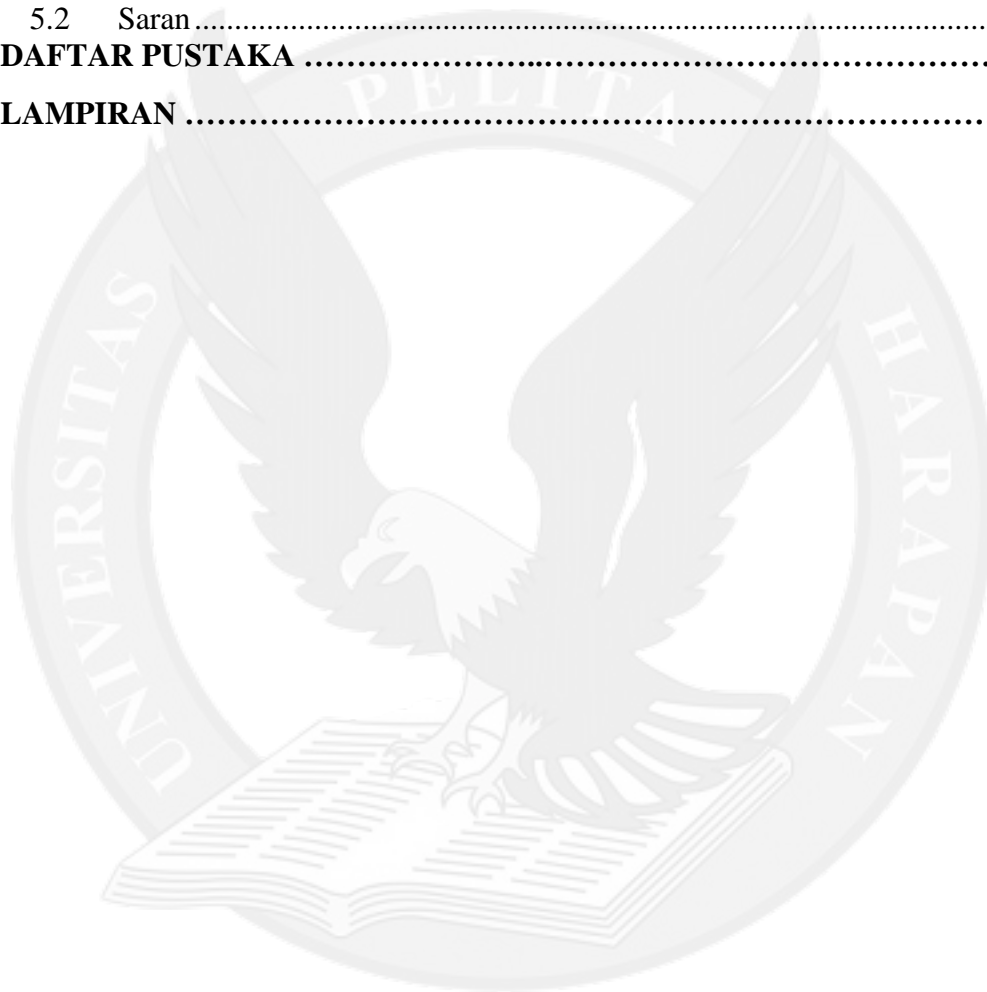 5.2 Saran ........................................................................................................
DAFTAR PUSTAKA ……………………...……………………………………
LAMPIRAN ……………………………………………………………………
UNIVERSITAS PELITA HARAPAN